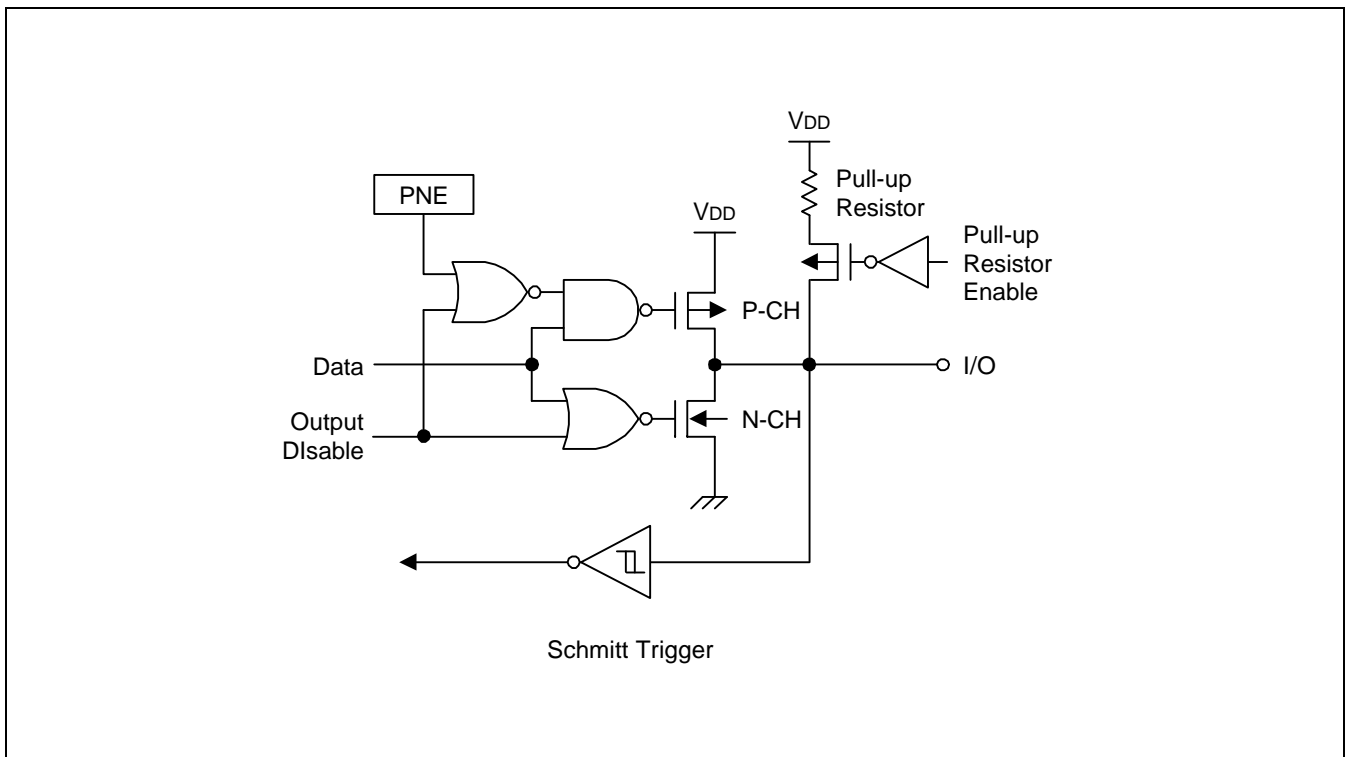 VDD
Pull-up
Resistor
PNE
VDD
Pull-up
Resistor
Enable
P-CH
Data
I/O
N-CH
Output
DIsable
Schmitt Trigger